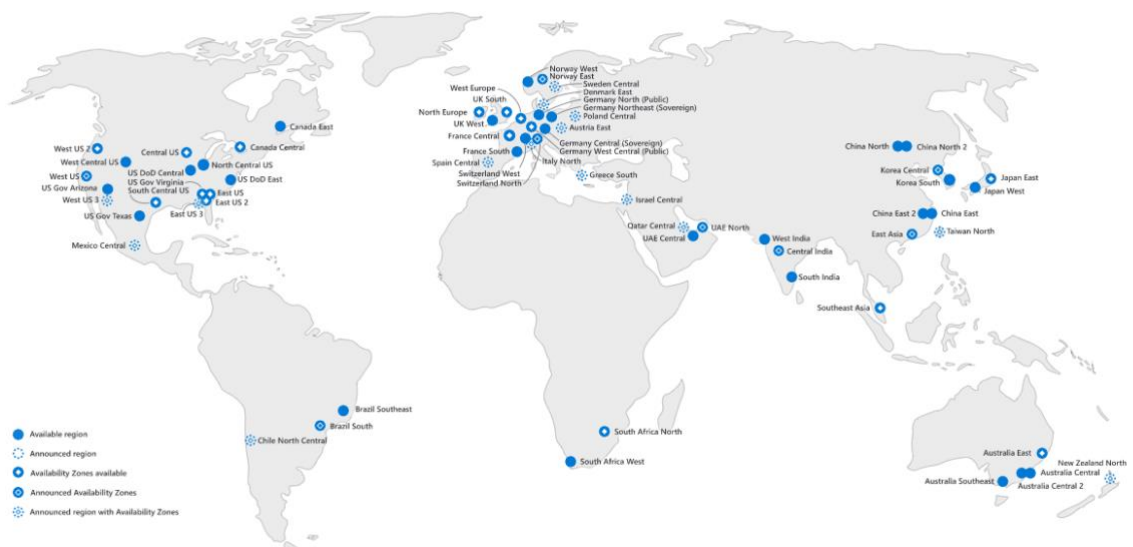 Norway West
Norway East
West Europe
Sweden Central
Denmark East
UK South
Germany North (Public)
Germany Northeast (Sovereign)
North Europe
Poland Central
UK West
Austria East
France Central
Germany Central (Sovereign)
Germany West Central (Public)
France South
Italy North
Spain Central
Switzerland West
Switzerland North
Greece South
Israel Central
Qatar Central
UAE North
UAE Central
Canada East
West US 2
Central US
Canada Central
West Central US
North Central US
US DoD Central
West US
US Gov Virginia
US DoD East
US Gov Arizona
South Central US
East US
West US 3
East US 2
East US 3
US Gov Texas
Mexico Central
China North
China North 2
Korea Central
Korea South
Japan East
Japan West
China East 2
China East
East Asia
Taiwan North
West India
Central India
South India
Southeast Asia
Brazil Southeast
Brazil South
Chile North Central
South Africa North
South Africa West
Australia East
New Zealand North
Australia Central
Australia Southeast
Australia Central 2
Available region
Announced region
Availability Zones available
Announced Availability Zones
Announced region with Availability Zones